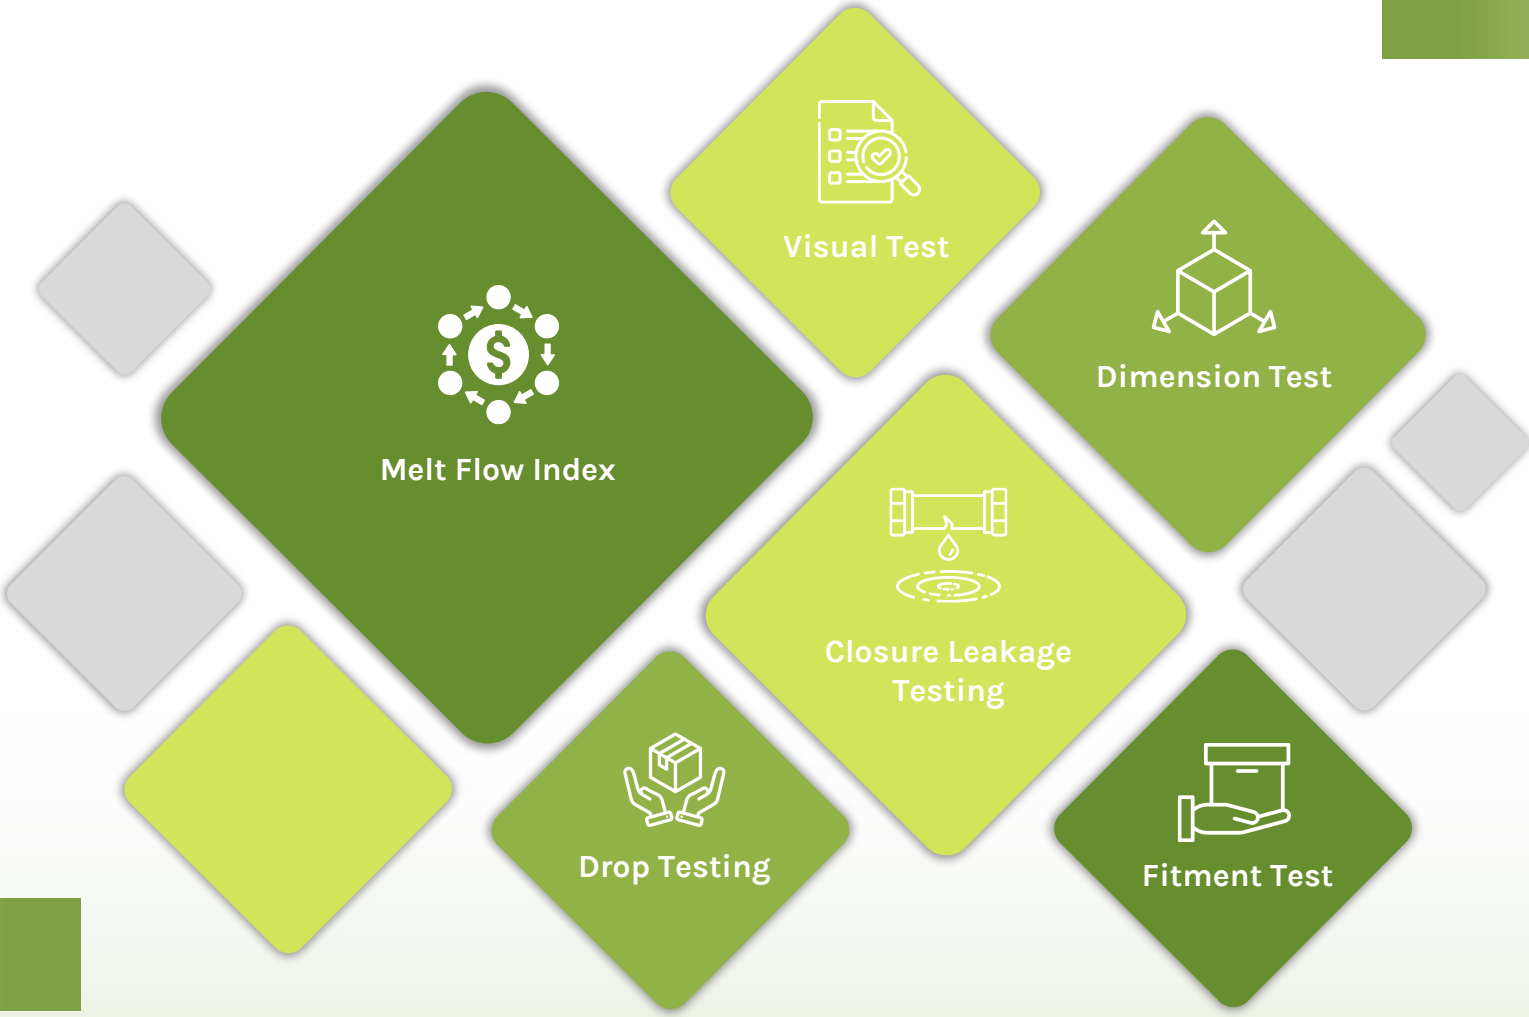 Visual Test
Dimension Test
Melt Flow Index
Closure Leakage
Testing
Drop Testing
Fitment Test